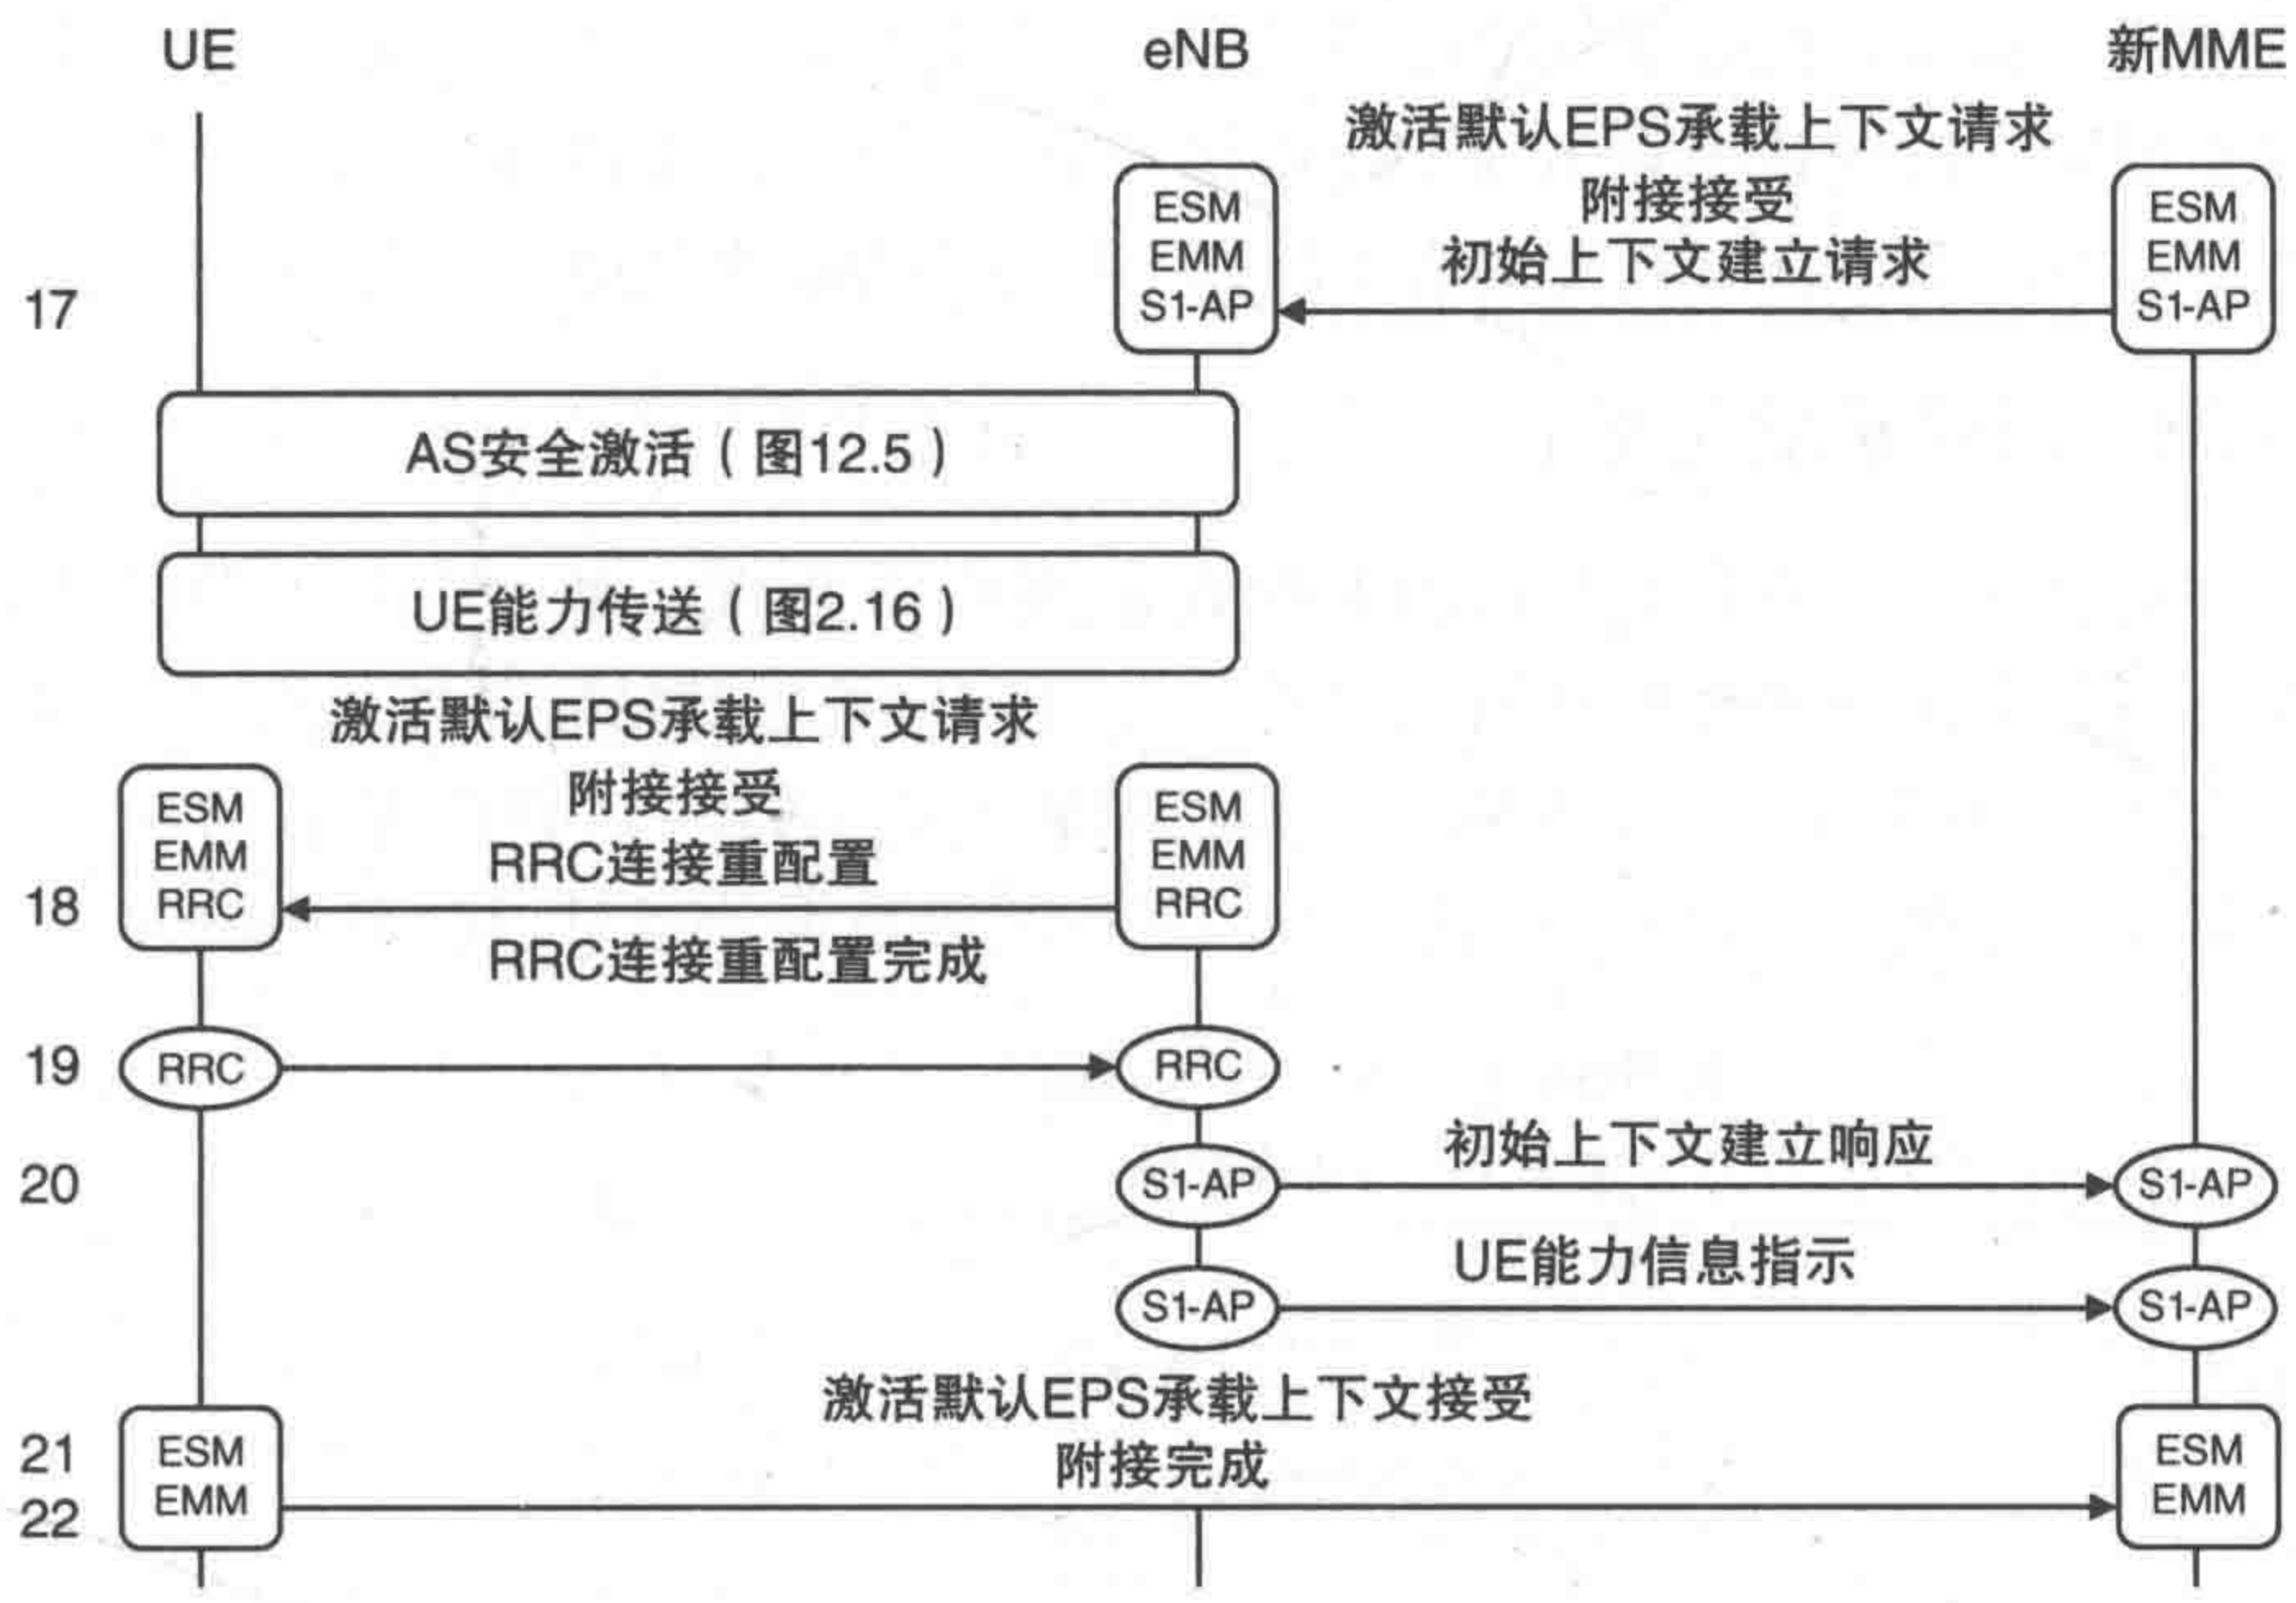 UE
eNB
新MME
激活默认EPS承载上下文请求
附接接受
初始上下文建立请求
ESM
EMM
S1-AP
ESM
EMM
S1-AP
17
AS安全激活（图12.5）
UE能力传送（图2.16）
激活默认EPS承载上下文请求
附接接受
RRC连接重配置
ESM
EMM
RRC
ESM
EMM
RRC
18
RRC连接重配置完成
19
RRC
RRC
初始上下文建立响应
20
S1-AP
S1-AP
UE能力信息指示
S1-AP
S1-AP
激活默认EPS承载上下文接受
附接完成
21
22
ESM
EMM
ESM
EMM